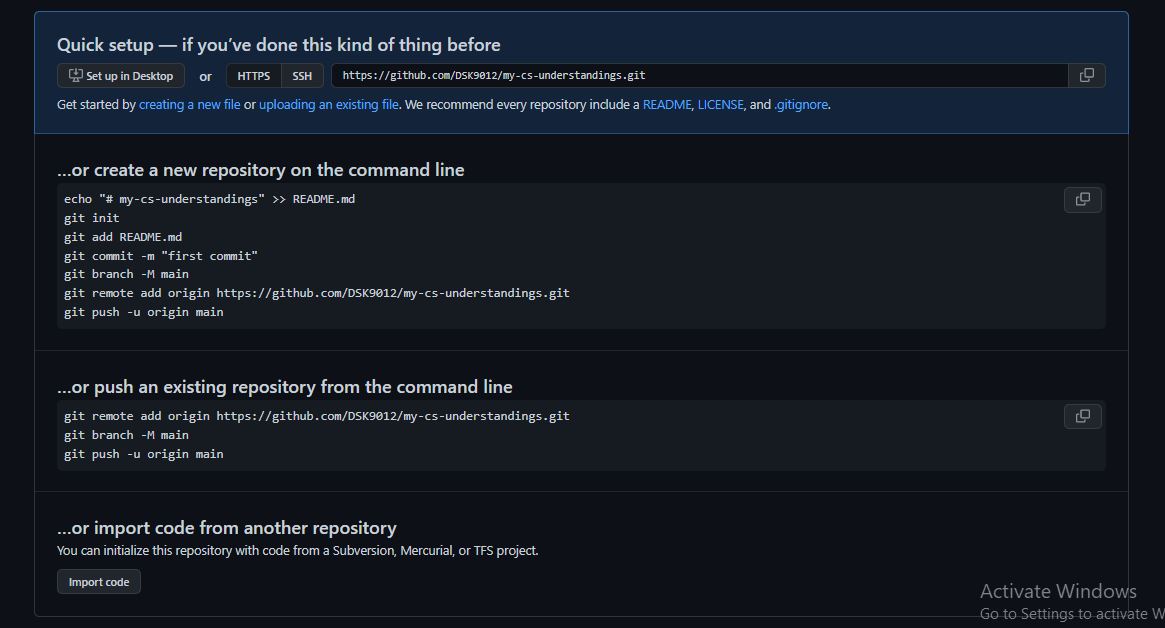 Quick setup — if you’ve done this kind of thing before
Set up in Desktop or HTTPS SSH https://github.com/DSK9012/my-cs-understandings.git
Get started by creating a new file or uploading an existing file. We recommend every repository include a README, LICENSE, and .gitignore.
…or create a new repository on the command line
echo "# my-cs-understandings" >> README.md
git init
git add README.md
git commit -m "first commit"
git branch -M main
git remote add origin https://github.com/DSK9012/my-cs-understandings.git
git push -u origin main
…or push an existing repository from the command line
git remote add origin https://github.com/DSK9012/my-cs-understandings.git
git branch -M main
git push -u origin main
…or import code from another repository
You can initialize this repository with code from a Subversion, Mercurial, or TFS project.
Import code
Activate Windows
Go to Settings to activate W